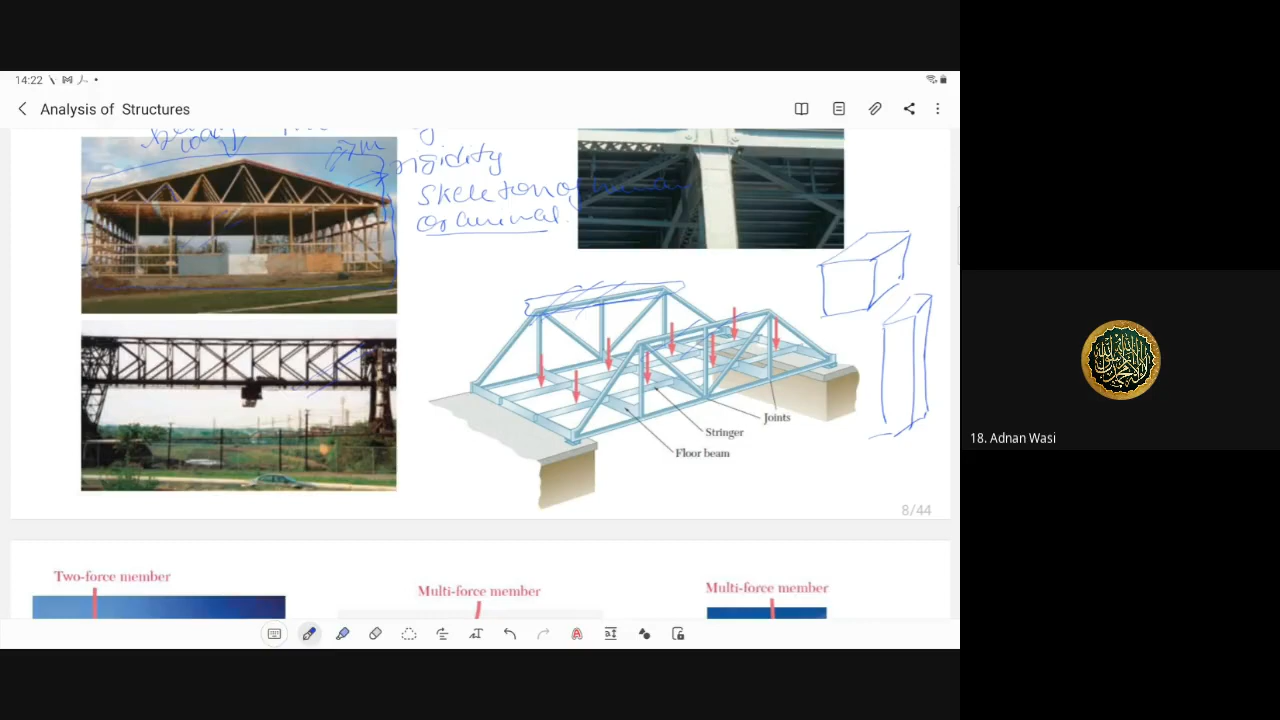 14:22
Analysis of Structures
rigidity
Skeleton of human
or animal.
Joints
Stringer
Floor beam
18. Adnan Wasi
8/44
Two-force member
Multi-force member
Multi-force member